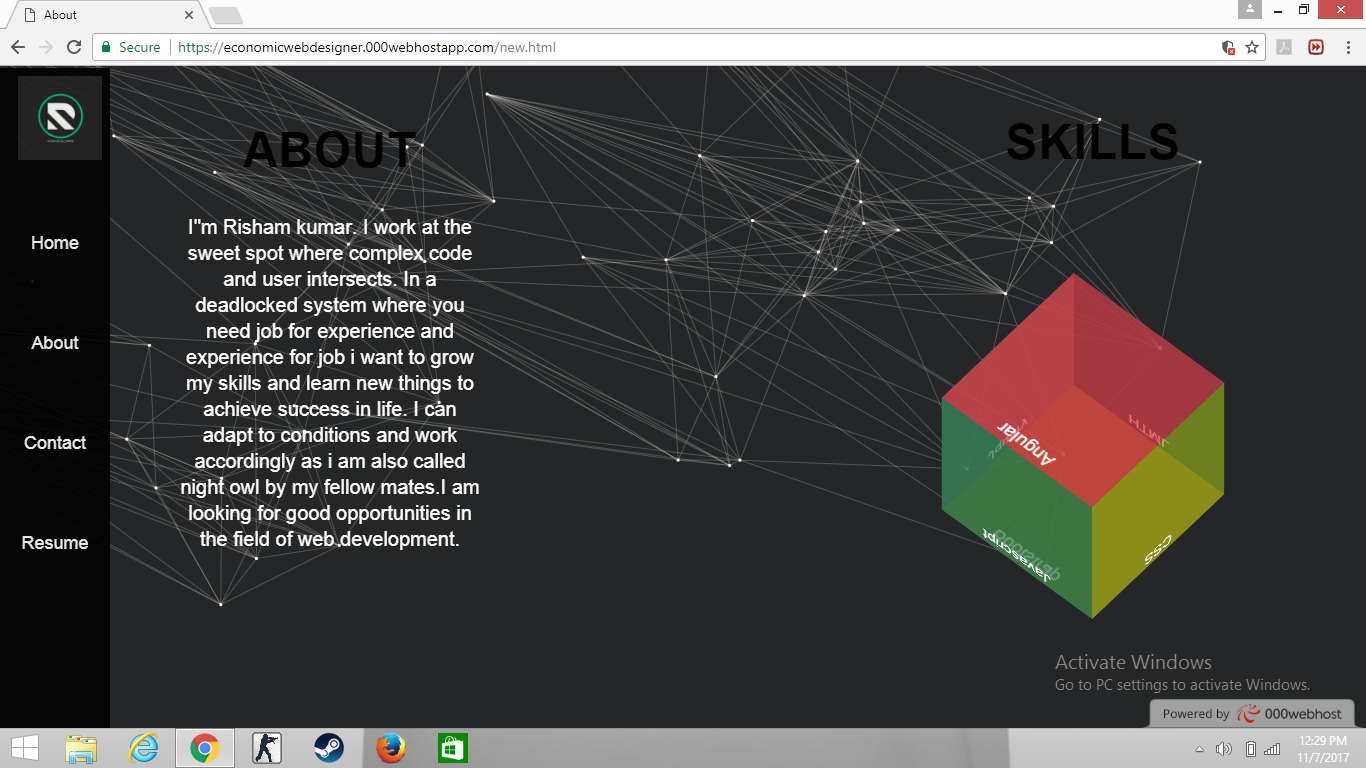 About
Secure
https://economicwebdesigner.000webhostapp.com/new.html
Home
About
Contact
Resume
ABOUT
I"m Risham kumar. I work at the
sweet spot where complex code
and user intersects. In a
deadlocked system where you
need job for experience and
experience for job i want to grow
my skills and learn new things to
achieve success in life. I can
adapt to conditions and work
accordingly as i am also called
night owl by my fellow mates.I am
looking for good opportunities in
the field of web development.
SKILLS
HTML
Angular
Javascript
Bootstrap
CSS
Activate Windows
Go to PC settings to activate Windows.
Powered by 000webhost
12:29 PM
11/7/2017